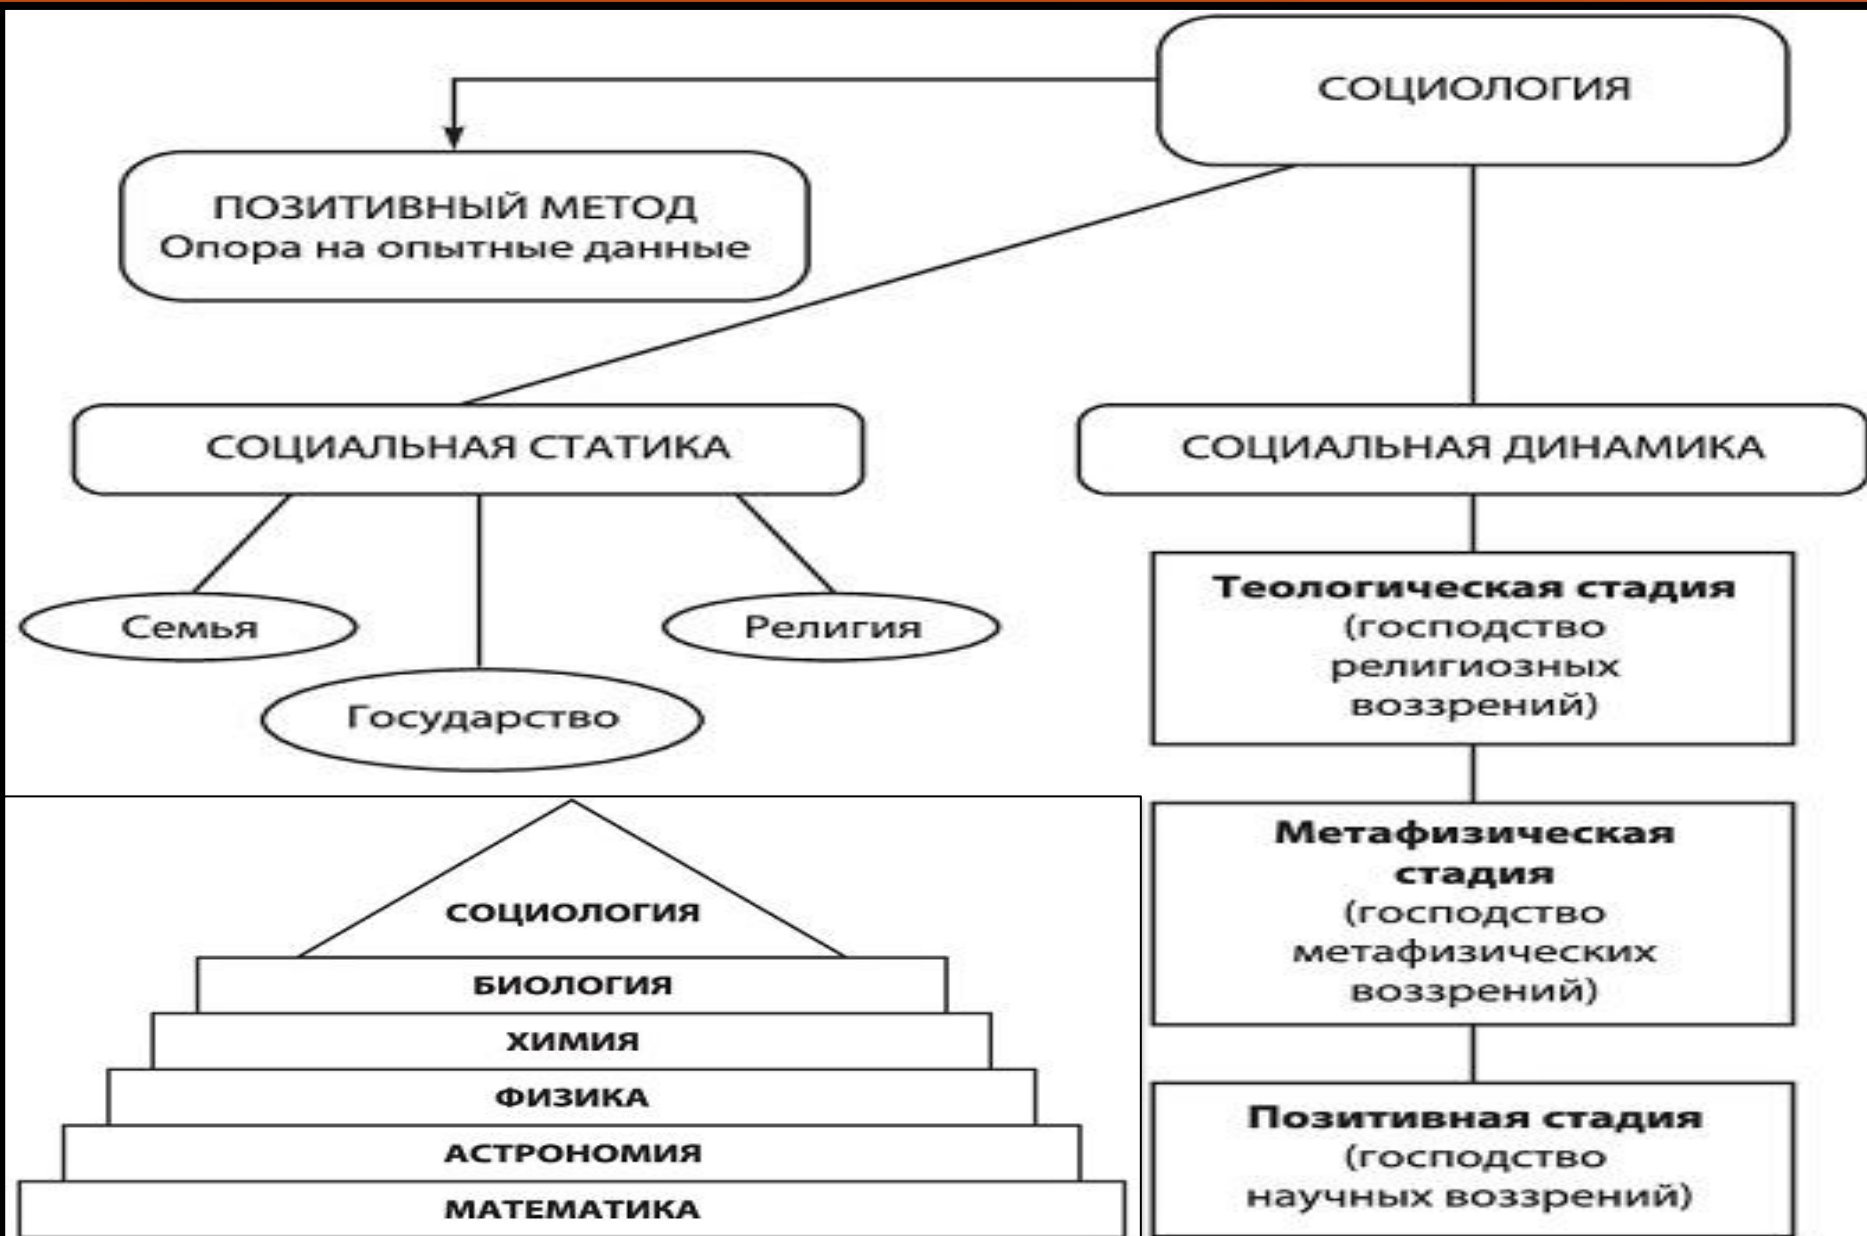 СОЦИОЛОГИЯ
ПОЗИТИВНЫЙ МЕТОД
Опора на опытные данные
СОЦИАЛЬНАЯ СТАТИКА
СОЦИАЛЬНАЯ ДИНАМИКА
Семья
Государство
Религия
Теологическая стадия
(господство
религиозных
воззрений)
Метафизическая
стадия
(господство
метафизических
воззрений)
Позитивная стадия
(господство
научных воззрений)
СОЦИОЛОГИЯ
БИОЛОГИЯ
ХИМИЯ
ФИЗИКА
АСТРОНОМИЯ
МАТЕМАТИКА